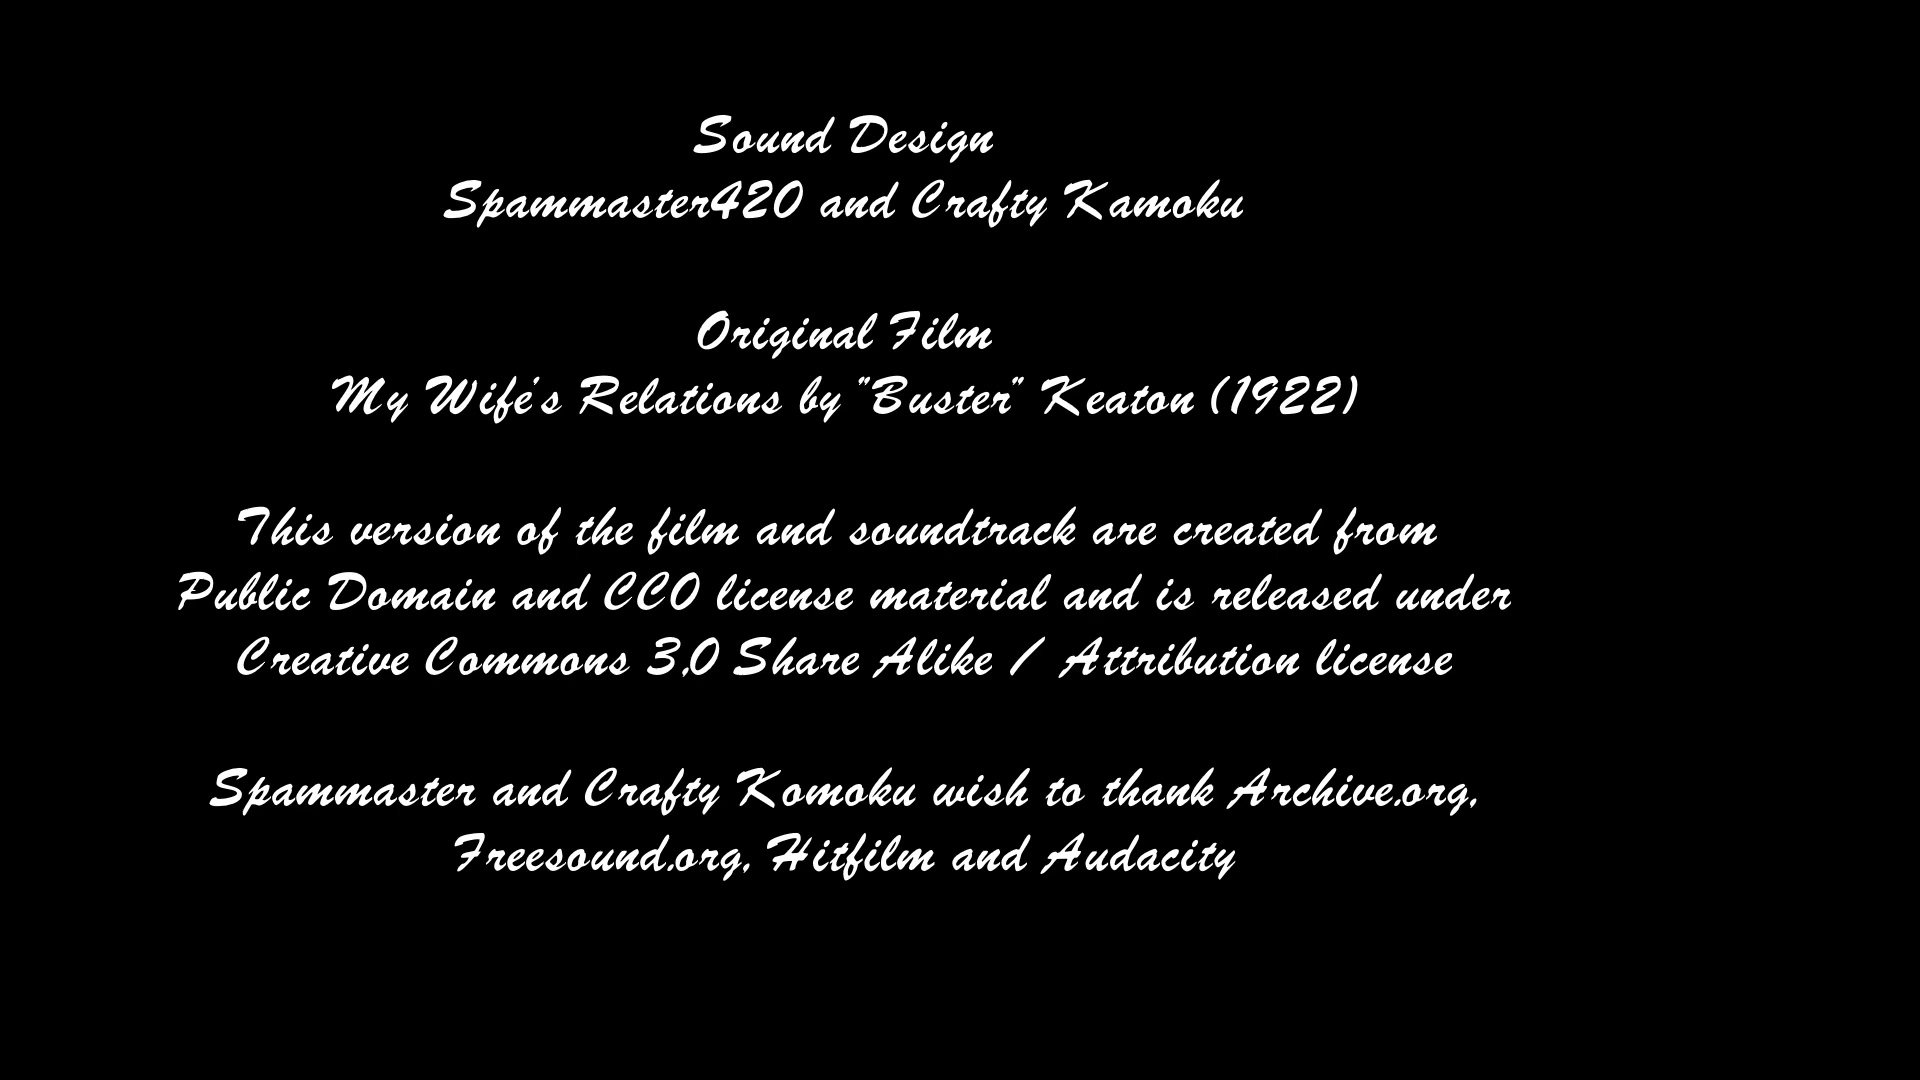 Sound Design
Spammaster420 and Crafty Kamoku
Original Film
My Wife's Relations by "Buster" Keaton (1922)
This version of the film and soundtrack are created from
Public Domain and CC0 license material and is released under
Creative Commons 3.0 Share Alike / Attribution license
Spammaster and Crafty Komoku wish to thank Archive.org,
Freesound.org, Hitfilm and Audacity